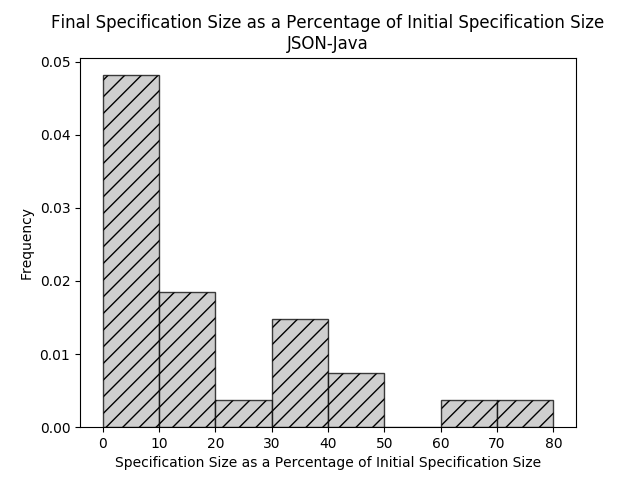 Final Specification Size as a Percentage of Initial Specification Size
JSON-Java
0.05
0.04
0.03
0.02
0.01
0.00
Frequency
0 10 20 30 40 50 60 70 80
Specification Size as a Percentage of Initial Specification Size